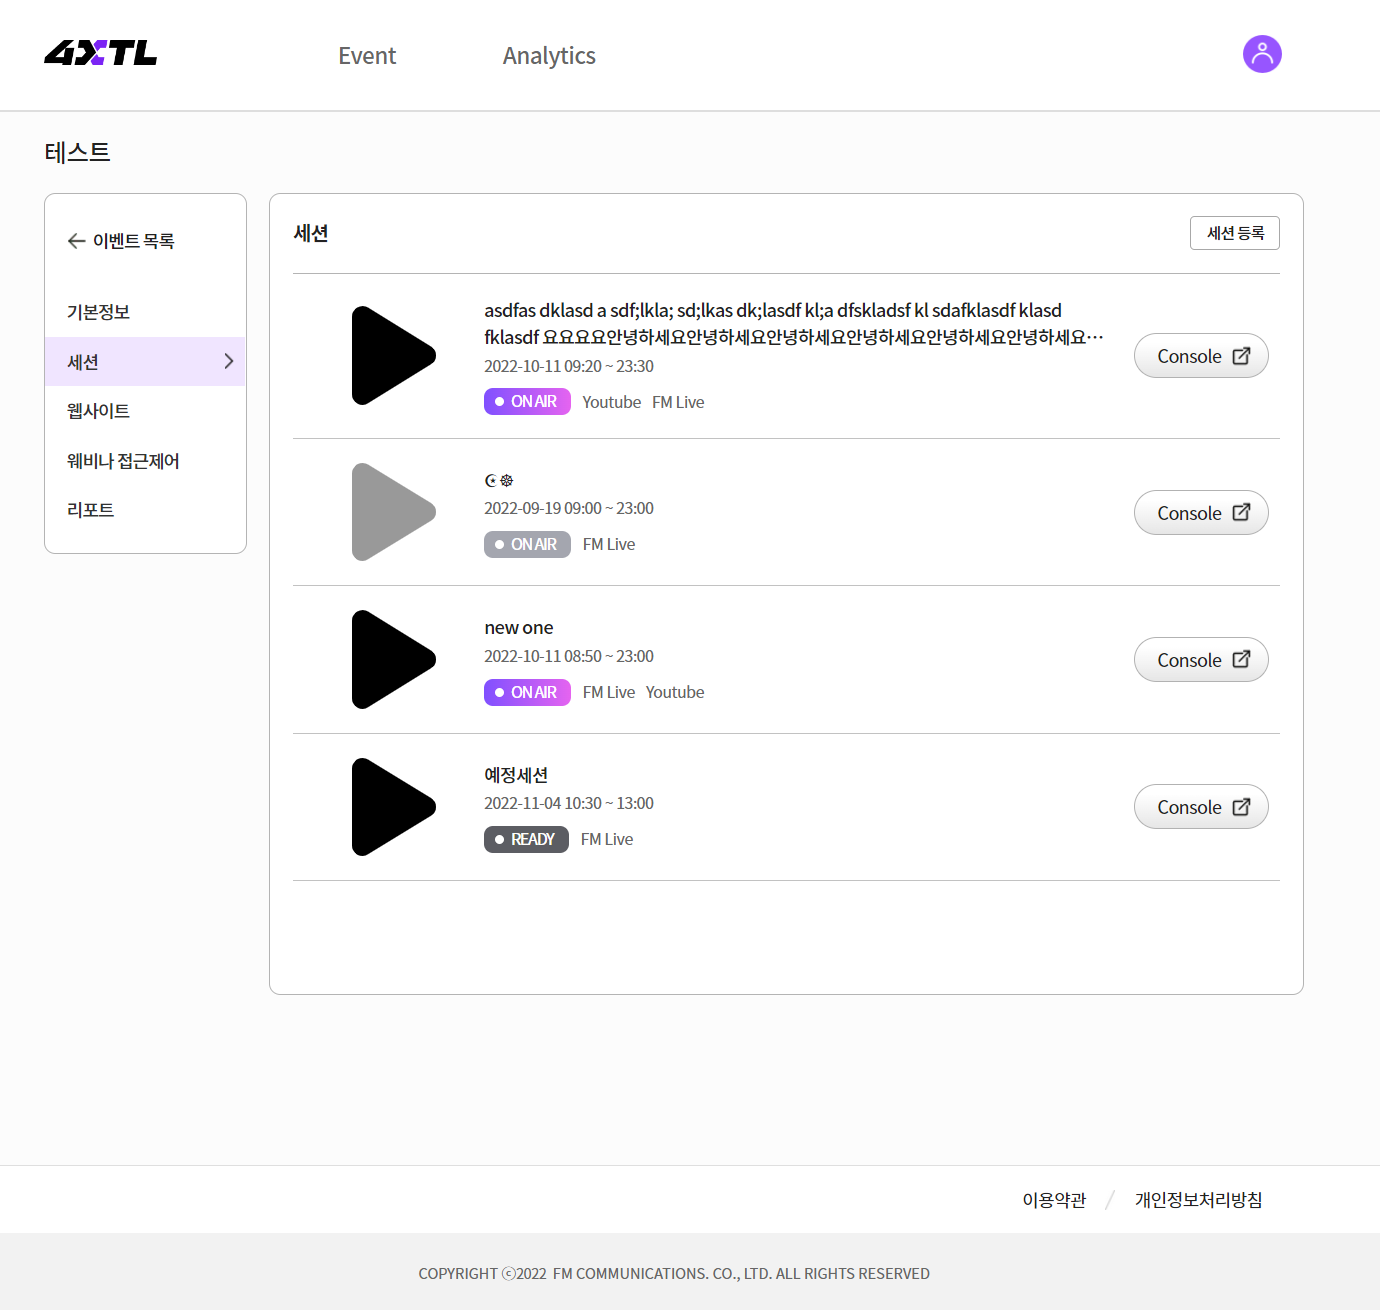 4XTL
Event
Analytics
테스트
이벤트 목록
기본정보
세션
웹사이트
웨비나 접근제어
리포트
세션
세션 등록
asdfas dklasd a sdf;lkla; sd;lkas dk;lasdf kl;a dfskladsf kl sdafklasdf klasd
fklasdf 요요요요안녕하세요안녕하세요안녕하세요안녕하세요안녕하세요안녕하세요…
2022-10-11 09:20 ~ 23:30
ON AIR Youtube FM Live
Console
☪☸
2022-09-19 09:00 ~ 23:00
ON AIR FM Live
Console
new one
2022-10-11 08:50 ~ 23:00
ON AIR FM Live Youtube
Console
예정세션
2022-11-04 10:30 ~ 13:00
READY FM Live
Console
이용약관 / 개인정보처리방침
COPYRIGHT ⓒ2022 FM COMMUNICATIONS. CO., LTD. ALL RIGHTS RESERVED